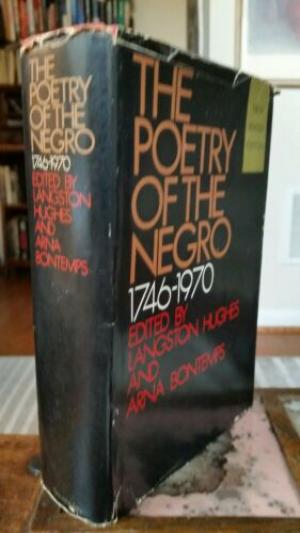 THE
POETRY
OF THE
NEGRO
1746-1970
EDITED BY
LANGSTON
HUGHES
AND
ARNA
BONTEMPS
THE
POETRY
OF THE
NEGRO
1746-1970
EDITED BY
LANGSTON HUGHES
AND
ARNA BONTEMPS